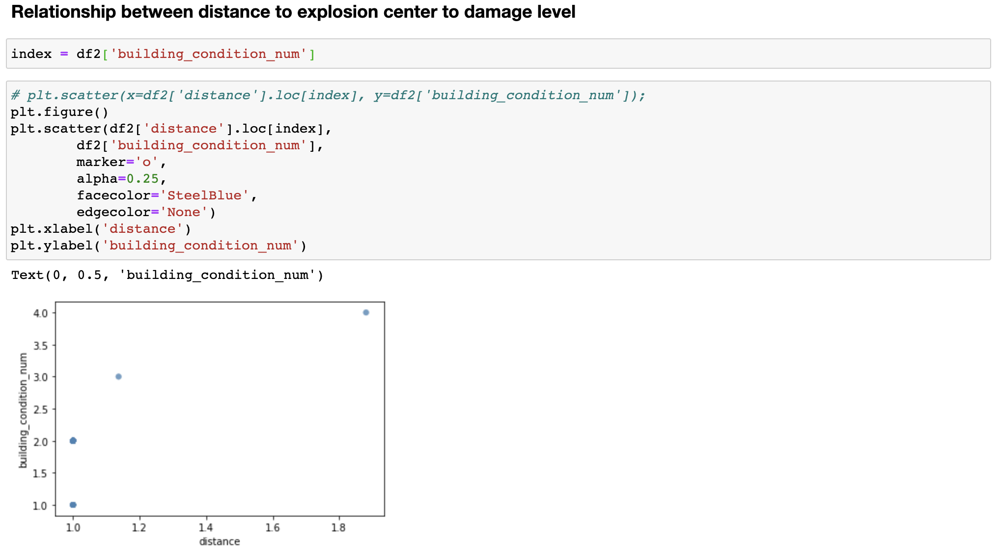 Relationship between distance to explosion center to damage level
index = df2['building_condition_num']
# plt.scatter(x=df2['distance'].loc[index], y=df2['building_condition_num']);
plt.figure()
plt.scatter(df2['distance'].loc[index],
        df2['building_condition_num'],
        marker='o',
        alpha=0.25,
        facecolor='SteelBlue',
        edgecolor='None')
plt.xlabel('distance')
plt.ylabel('building_condition_num')
Text(0, 0.5, 'building_condition_num')
4.0
3.5
3.0
2.5
2.0
1.5
1.0
building_condition_num
1.0 1.2 1.4 1.6 1.8
distance